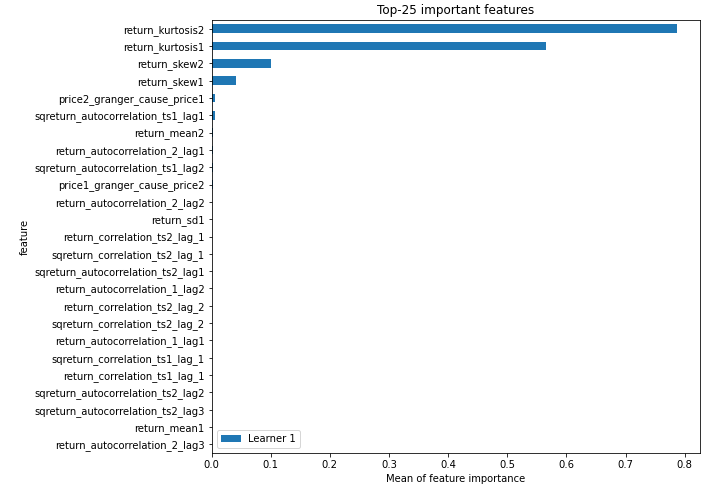 Top-25 important features
return_kurtosis2
return_kurtosis1
return_skew2
return_skew1
price2_granger_cause_price1
sqreturn_autocorrelation_ts1_lag1
return_mean2
return_autocorrelation_2_lag1
sqreturn_autocorrelation_ts1_lag2
price1_granger_cause_price2
return_autocorrelation_2_lag2
return_sd1
return_correlation_ts2_lag_1
sqreturn_correlation_ts2_lag_1
sqreturn_autocorrelation_ts2_lag1
return_autocorrelation_1_lag2
return_correlation_ts2_lag_2
sqreturn_correlation_ts2_lag_2
return_autocorrelation_1_lag1
sqreturn_correlation_ts1_lag_1
return_correlation_ts1_lag_1
sqreturn_autocorrelation_ts2_lag2
sqreturn_autocorrelation_ts2_lag3
return_mean1
return_autocorrelation_2_lag3
feature
Learner 1
0.0 0.1 0.2 0.3 0.4 0.5 0.6 0.7 0.8
Mean of feature importance